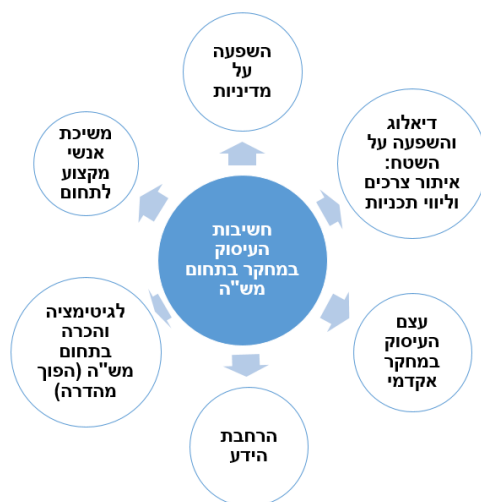 השפעה
על
מדיניות
דיאלוג
והשפעה על
השטח:
איתור צרכים
וליווי תכניות
עצם
העיסוק
במחקר
אקדמי
הרחבת
הידע
לגיטימציה
והכרה
בתחום
מש"ה (הפוך
מהדרה)
משיכת
אנשי
מקצוע
לתחום
חשיבות
העיסוק
במחקר בתחום
מש"ה